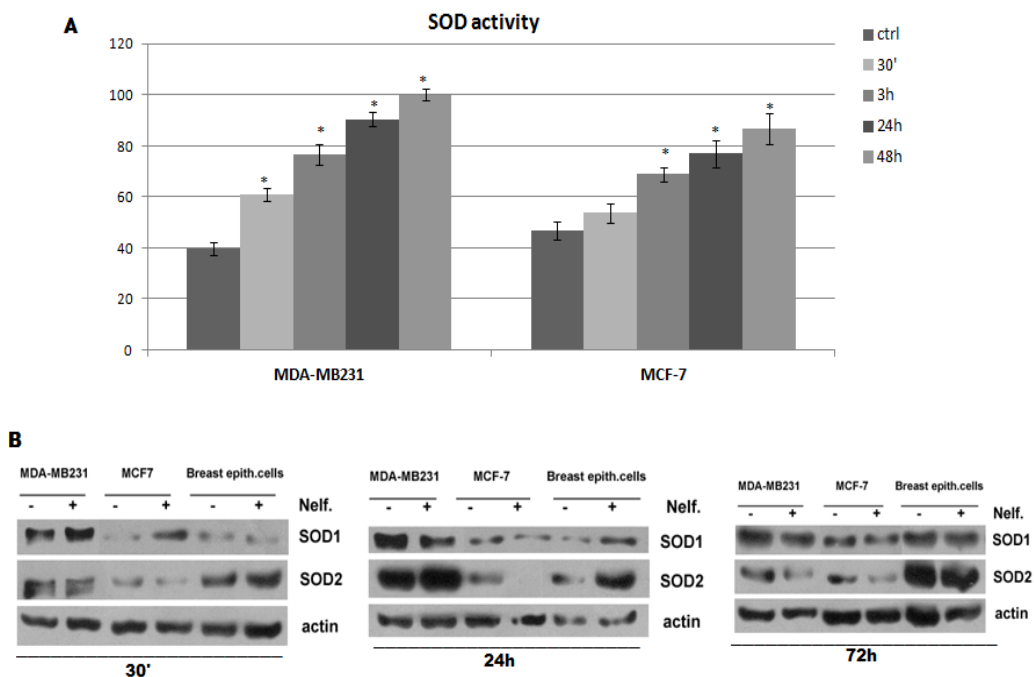 A
SOD activity
120
100
80
60
40
20
0
* * * * * * *
MDA-MB231 MCF-7
ctrl
30'
3h
24h
48h
B
MDA-MB231 MCF7 Breast epith.cells
- + - + - + Nelf.
SOD1
SOD2
actin
30'
MDA-MB231 MCF-7 Breast epith.cells
- + - + - + Nelf.
SOD1
SOD2
actin
24h
MDA-MB231 MCF-7 Breast epith.cells
- + - + - + Nelf.
SOD1
SOD2
actin
72h